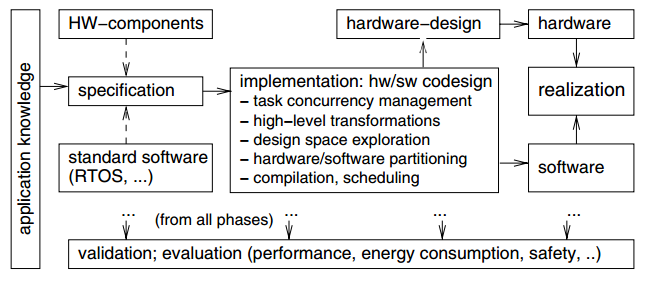 application knowledge
HW-components
hardware-design
hardware
specification
implementation: hw/sw codesign
- task concurrency management
- high-level transformations
- design space exploration
- hardware/software partitioning
- compilation, scheduling
realization
standard software
(RTOS, ...)
software
... (from all phases) ... ... ...
validation; evaluation (performance, energy consumption, safety, ..)